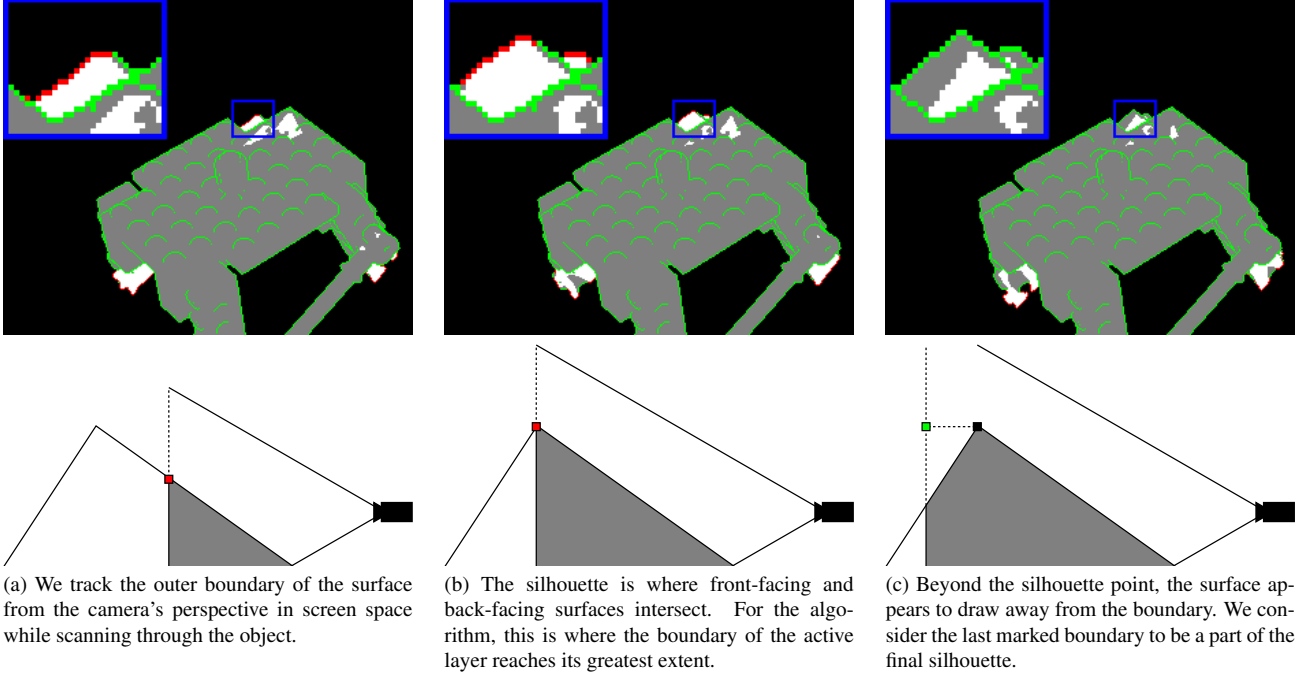 (a) We track the outer boundary of the surface
from the camera's perspective in screen space
while scanning through the object.
(b) The silhouette is where front-facing and
back-facing surfaces intersect. For the algo-
rithm, this is where the boundary of the active
layer reaches its greatest extent.
(c) Beyond the silhouette point, the surface ap-
pears to draw away from the boundary. We con-
sider the last marked boundary to be a part of the
final silhouette.